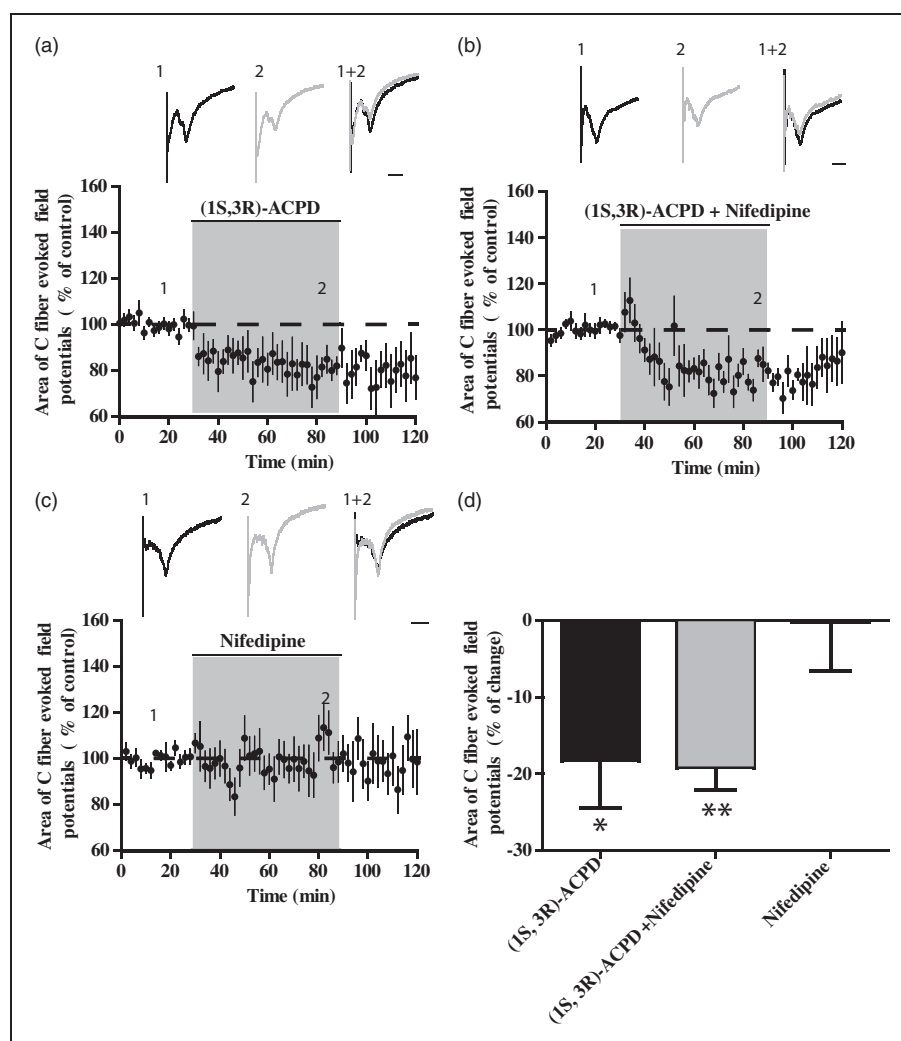 (a)
1 2 1+2
160
140
120
100
80
60
(1S,3R)-ACPD
1 2
Area of C fiber evoked field
potentials ( % of control)
0 20 40 60 80 100 120
Time (min)
(b)
1 2 1+2
160
140
120
100
80
60
(1S,3R)-ACPD + Nifedipine
1 2
Area of C fiber evoked field
potentials ( % of control)
0 20 40 60 80 100 120
Time (min)
(c)
1 2 1+2
160
140
120
100
80
60
Nifedipine
1 2
Area of C fiber evoked field
potentials ( % of control)
0 20 40 60 80 100 120
Time (min)
(d)
0
-10
-20
-30
Area of C fiber evoked field
potentials ( % of change)
*
**
(1S, 3R)-ACPD
(1S, 3R)-ACPD +Nifedipine
Nifedipine